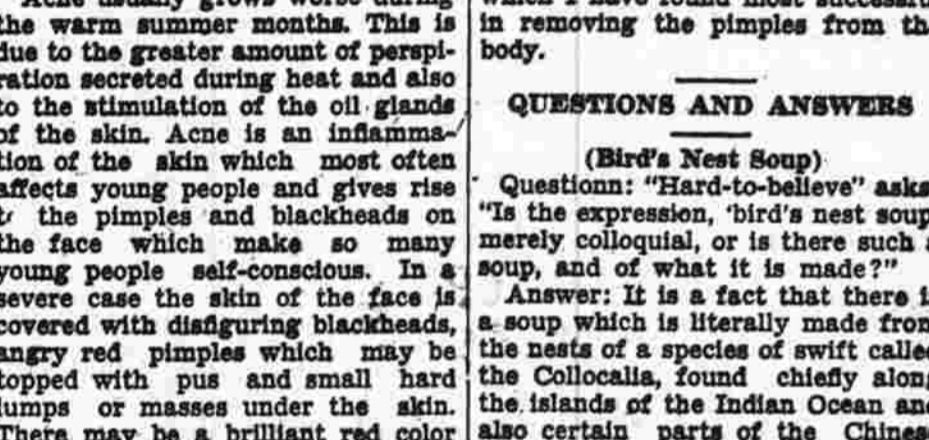 Acne usually grows worse during
the warm summer months. This is
due to the greater amount of perspi-
ration secreted during heat and also
to the stimulation of the oil glands
of the skin. Acne is an inflamma-
tion of the skin which most often
affects young people and gives rise
the pimples and blackheads on
the face which make so many
young people self-conscious. In a
severe case the skin of the face is
covered with disfiguring blackheads,
angry red pimples which may be
topped with pus and small hard
lumps or masses under the skin.
There may be a brilliant red color
which I have found most
in removing the pimples from th
body.
QUESTIONS AND ANSWERS
(Bird's Nest Soup)
Questionn: "Hard-to-believe" asks
"Is the expression, 'bird's nest soup
merely colloquial, or is there such a
soup, and of what it is made?"
Answer: It is a fact that there i
a soup which is literally made from
the nests of a species of swift called
the Collocalia, found chiefly along
the islands of the Indian Ocean and
also certain parts of the Chines